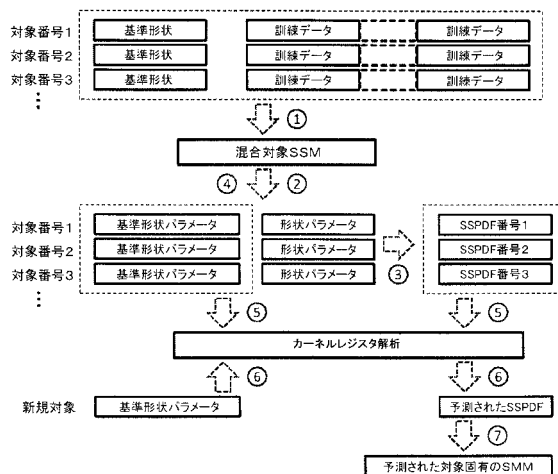 対象番号1 基準形状 訓練データ 訓練データ
対象番号2 基準形状 訓練データ 訓練データ
対象番号3 基準形状 訓練データ 訓練データ
①
混合対象SSM
④ ②
対象番号1 基準形状パラメータ 形状パラメータ SSPDF番号1
対象番号2 基準形状パラメータ 形状パラメータ SSPDF番号2
対象番号3 基準形状パラメータ 形状パラメータ SSPDF番号3
③
⑤ ⑤
カーネルレジスタ解析
⑥ ⑥
新規対象 基準形状パラメータ 予測されたSSPDF
⑦
予測された対象固有のSMM